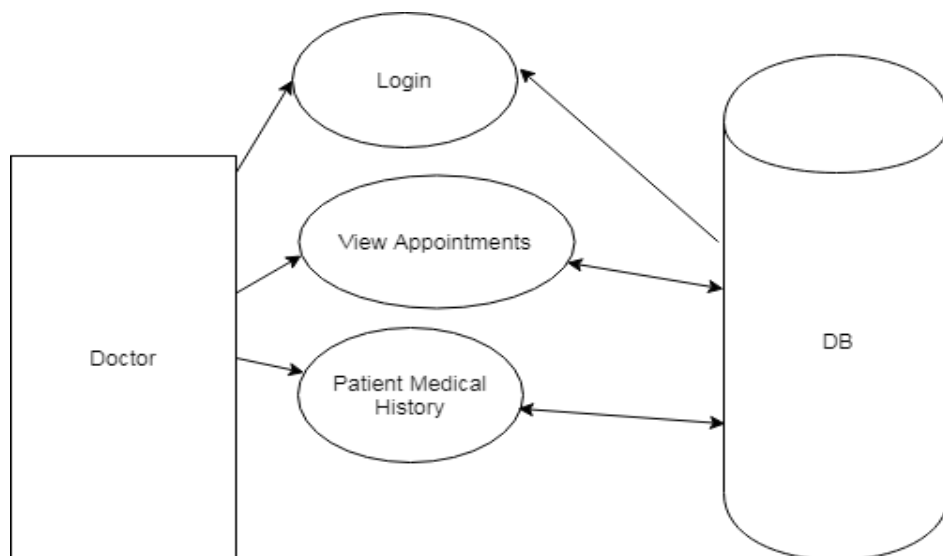 Login
View Appointments
Doctor
DB
Patient Medical
History